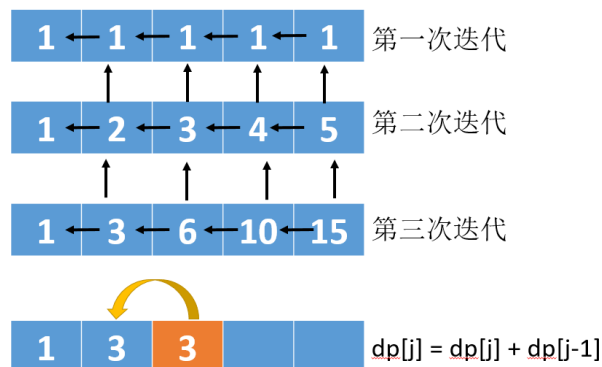 1 1 1 1 1 第一次迭代
1 2 3 4 5 第二次迭代
1 3 6 10 15 第三次迭代
1 3 3 dp[j] = dp[j] + dp[j-1]